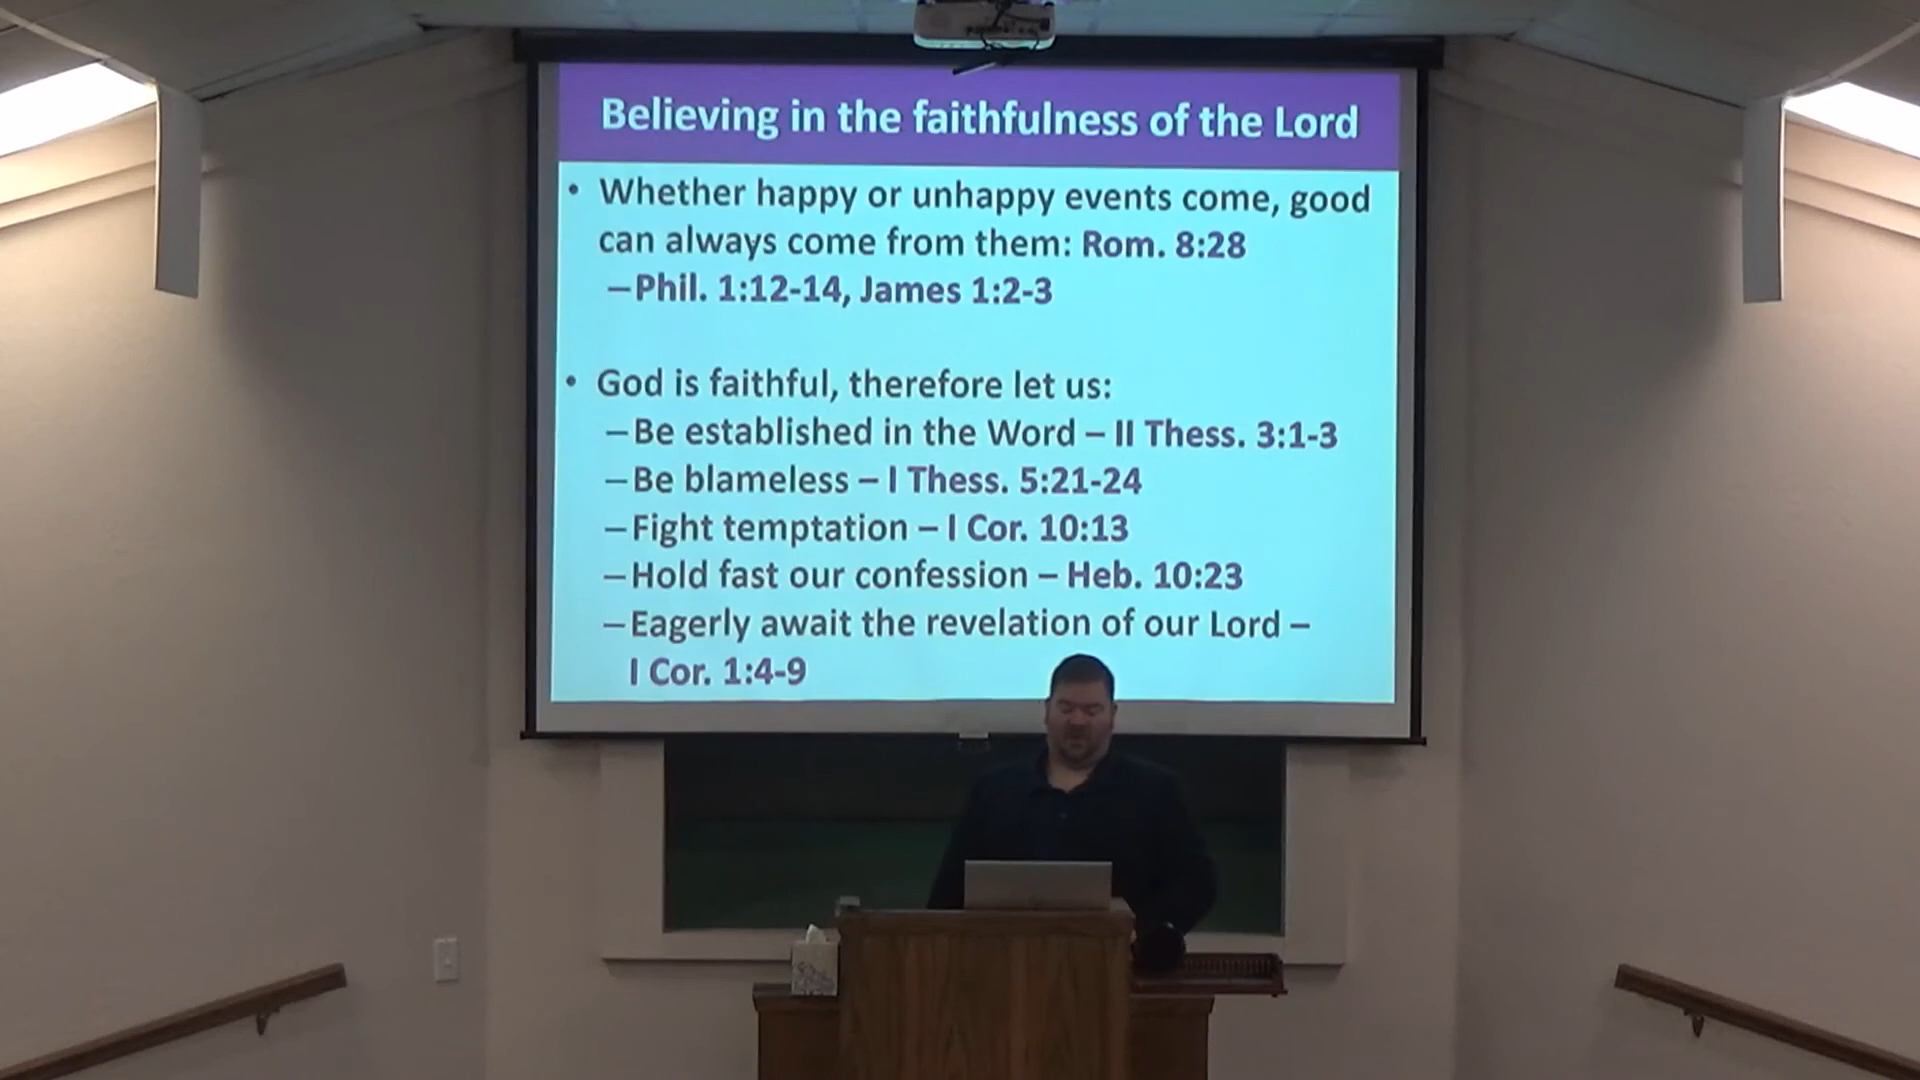 Believing in the faithfulness of the Lord
• Whether happy or unhappy events come, good
can always come from them: Rom. 8:28
–Phil. 1:12-14, James 1:2-3
• God is faithful, therefore let us:
–Be established in the Word – II Thess. 3:1-3
–Be blameless – I Thess. 5:21-24
–Fight temptation – I Cor. 10:13
–Hold fast our confession – Heb. 10:23
–Eagerly await the revelation of our Lord –
I Cor. 1:4-9